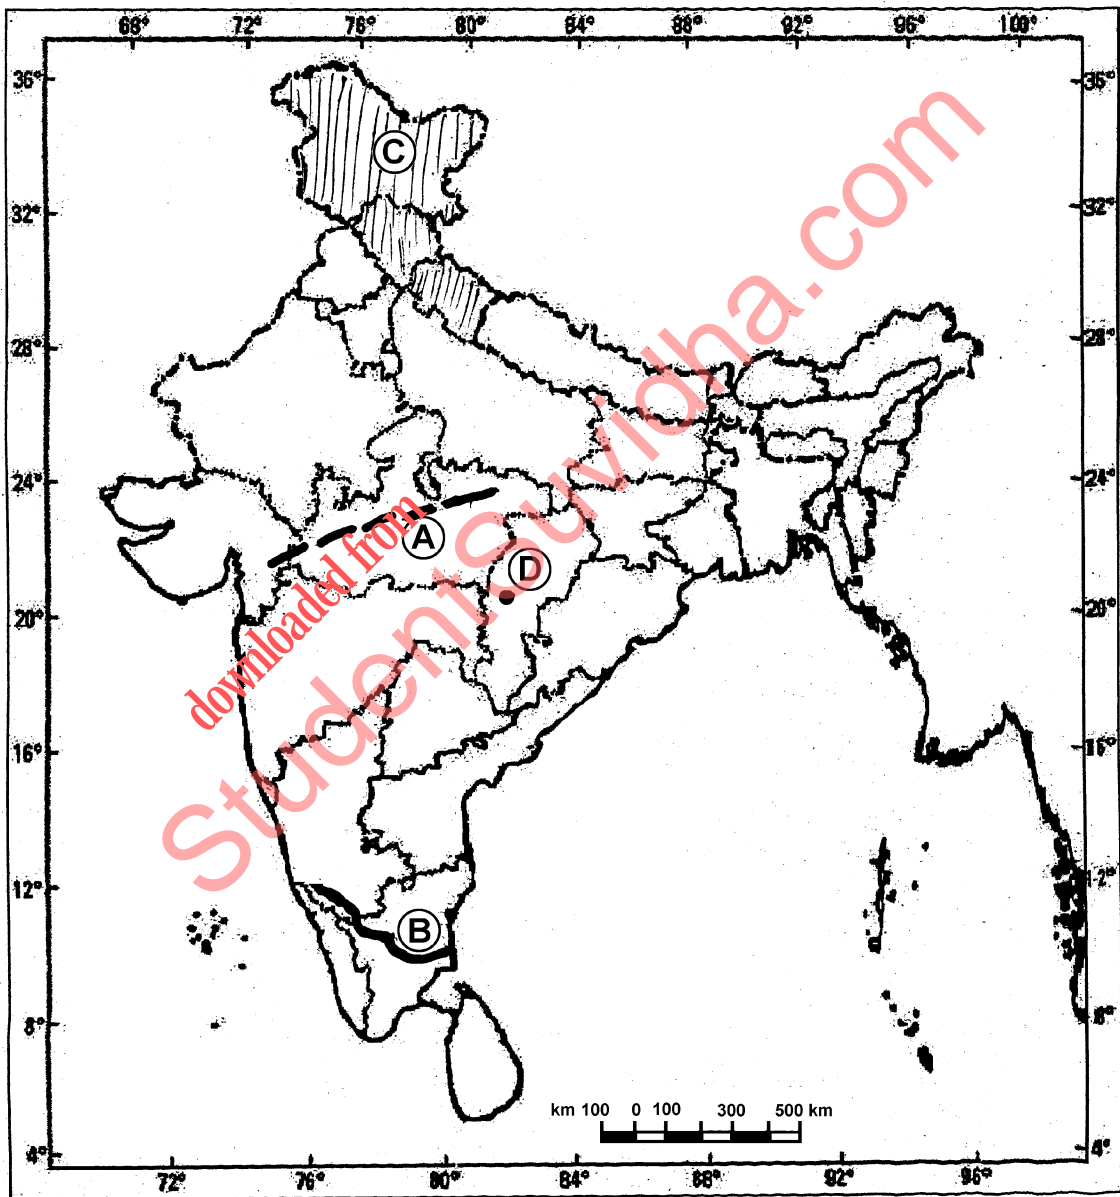 68° 72° 76° 80° 84° 88° 92° 96° 100°
36° 35°
C
32° 32°
28° 28°
24° 24°
A
D
20° 20°
16° 16°
12° 12°
B
8° 8°
km 100 0 100 300 500 km
4° 4°
72° 76° 80° 84° 88° 92° 96°
downloaded from
StudentSuvidha.com